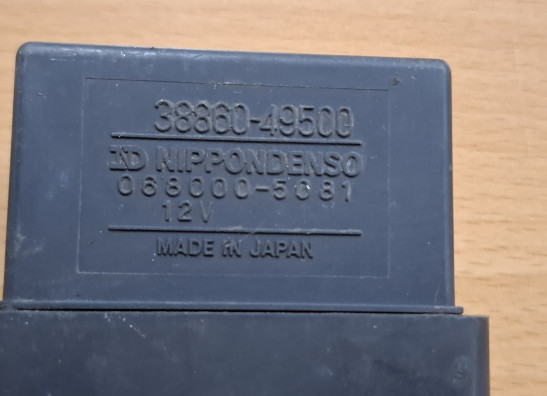 38860-49500
ND NIPPONDENSO
068000-5081
12V
MADE IN JAPAN